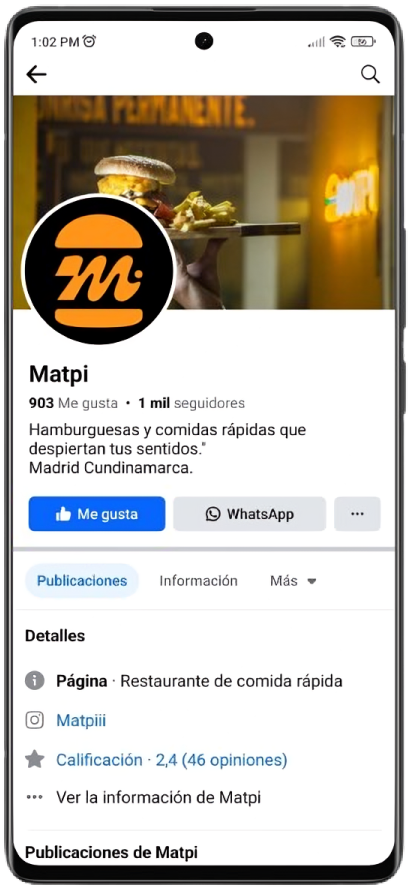 1:02 PM
NRISA PERMANENTE.
m.
Matpi
903 Me gusta • 1 mil seguidores
Hamburguesas y comidas rápidas que
despiertan tus sentidos."
Madrid Cundinamarca.
Me gusta
WhatsApp
Publicaciones
Información
Más
Detalles
Página · Restaurante de comida rápida
Matpiii
Calificación · 2,4 (46 opiniones)
Ver la información de Matpi
Publicaciones de Matpi